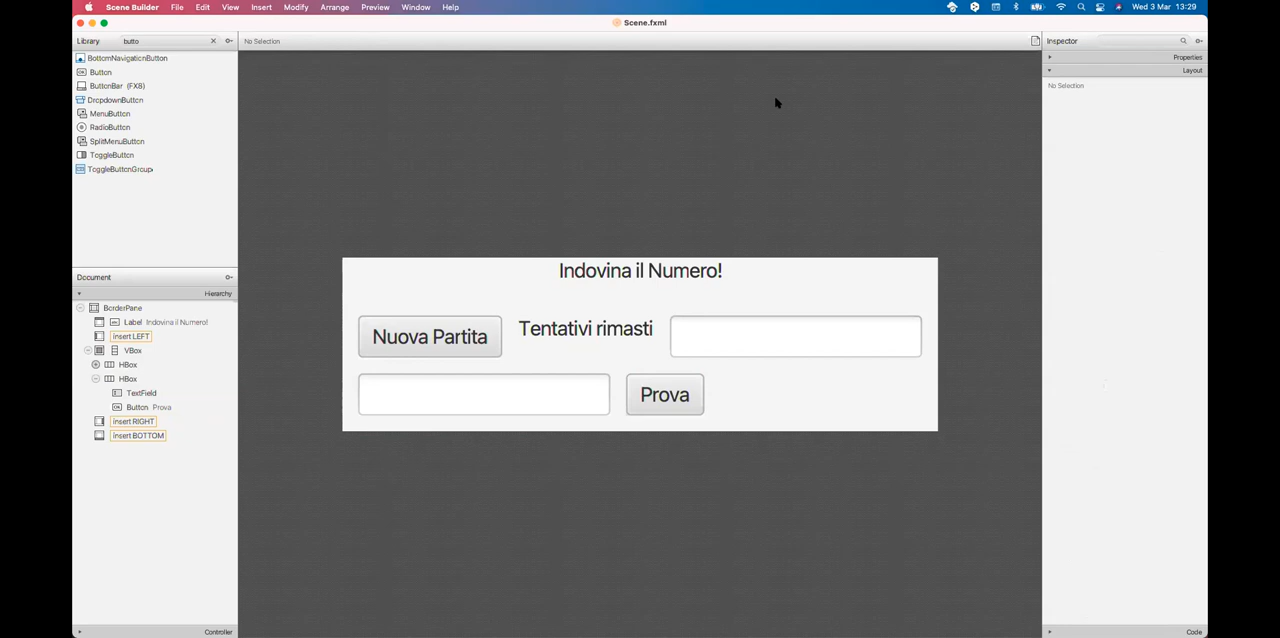 Scene Builder File Edit View Insert Modify Arrange Preview Window Help Wed 3 Mar 13:29
Scene.fxml
Library butto No Selection Inspector
BottomNavigationButton
Button
ButtonBar (FX8)
DropdownButton
MenuButton
RadioButton
SplitMenuButton
ToggleButton
ToggleButtonGroup
Properties
Layout
No Selection
Document
Hierarchy
BorderPane
Label Indovina il Numero!
insert LEFT
VBox
HBox
HBox
TextField
Button Prova
insert RIGHT
insert BOTTOM
Controller
Indovina il Numero!
Nuova Partita Tentativi rimasti
Prova
Code